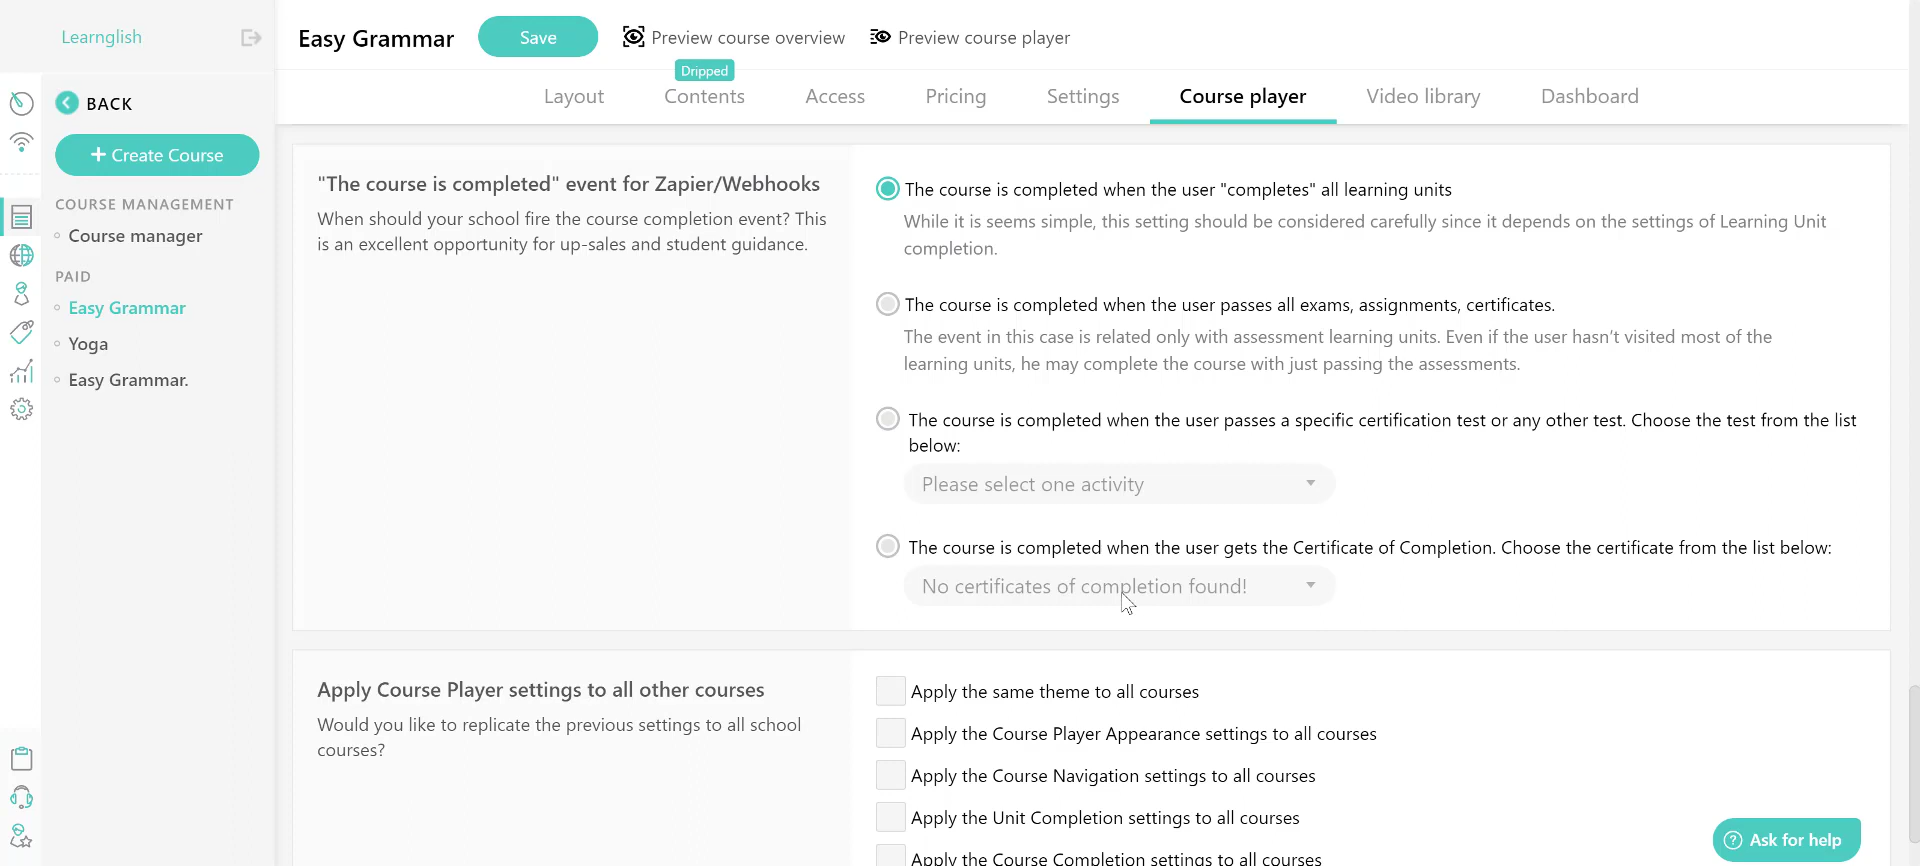 Learnglish
Easy Grammar
Save
Preview course overview
Preview course player
Dripped
Layout
Contents
Access
Pricing
Settings
Course player
Video library
Dashboard
BACK
+ Create Course
COURSE MANAGEMENT
Course manager
PAID
Easy Grammar
Yoga
Easy Grammar.
"The course is completed" event for Zapier/Webhooks
When should your school fire the course completion event? This
is an excellent opportunity for up-sales and student guidance.
The course is completed when the user "completes" all learning units
While it is seems simple, this setting should be considered carefully since it depends on the settings of Learning Unit
completion.
The course is completed when the user passes all exams, assignments, certificates.
The event in this case is related only with assessment learning units. Even if the user hasn't visited most of the
learning units, he may complete the course with just passing the assessments.
The course is completed when the user passes a specific certification test or any other test. Choose the test from the list
below:
Please select one activity
The course is completed when the user gets the Certificate of Completion. Choose the certificate from the list below:
No certificates of completion found!
Apply Course Player settings to all other courses
Would you like to replicate the previous settings to all school
courses?
Apply the same theme to all courses
Apply the Course Player Appearance settings to all courses
Apply the Course Navigation settings to all courses
Apply the Unit Completion settings to all courses
Apply the Course Completion settings to all courses
Ask for help